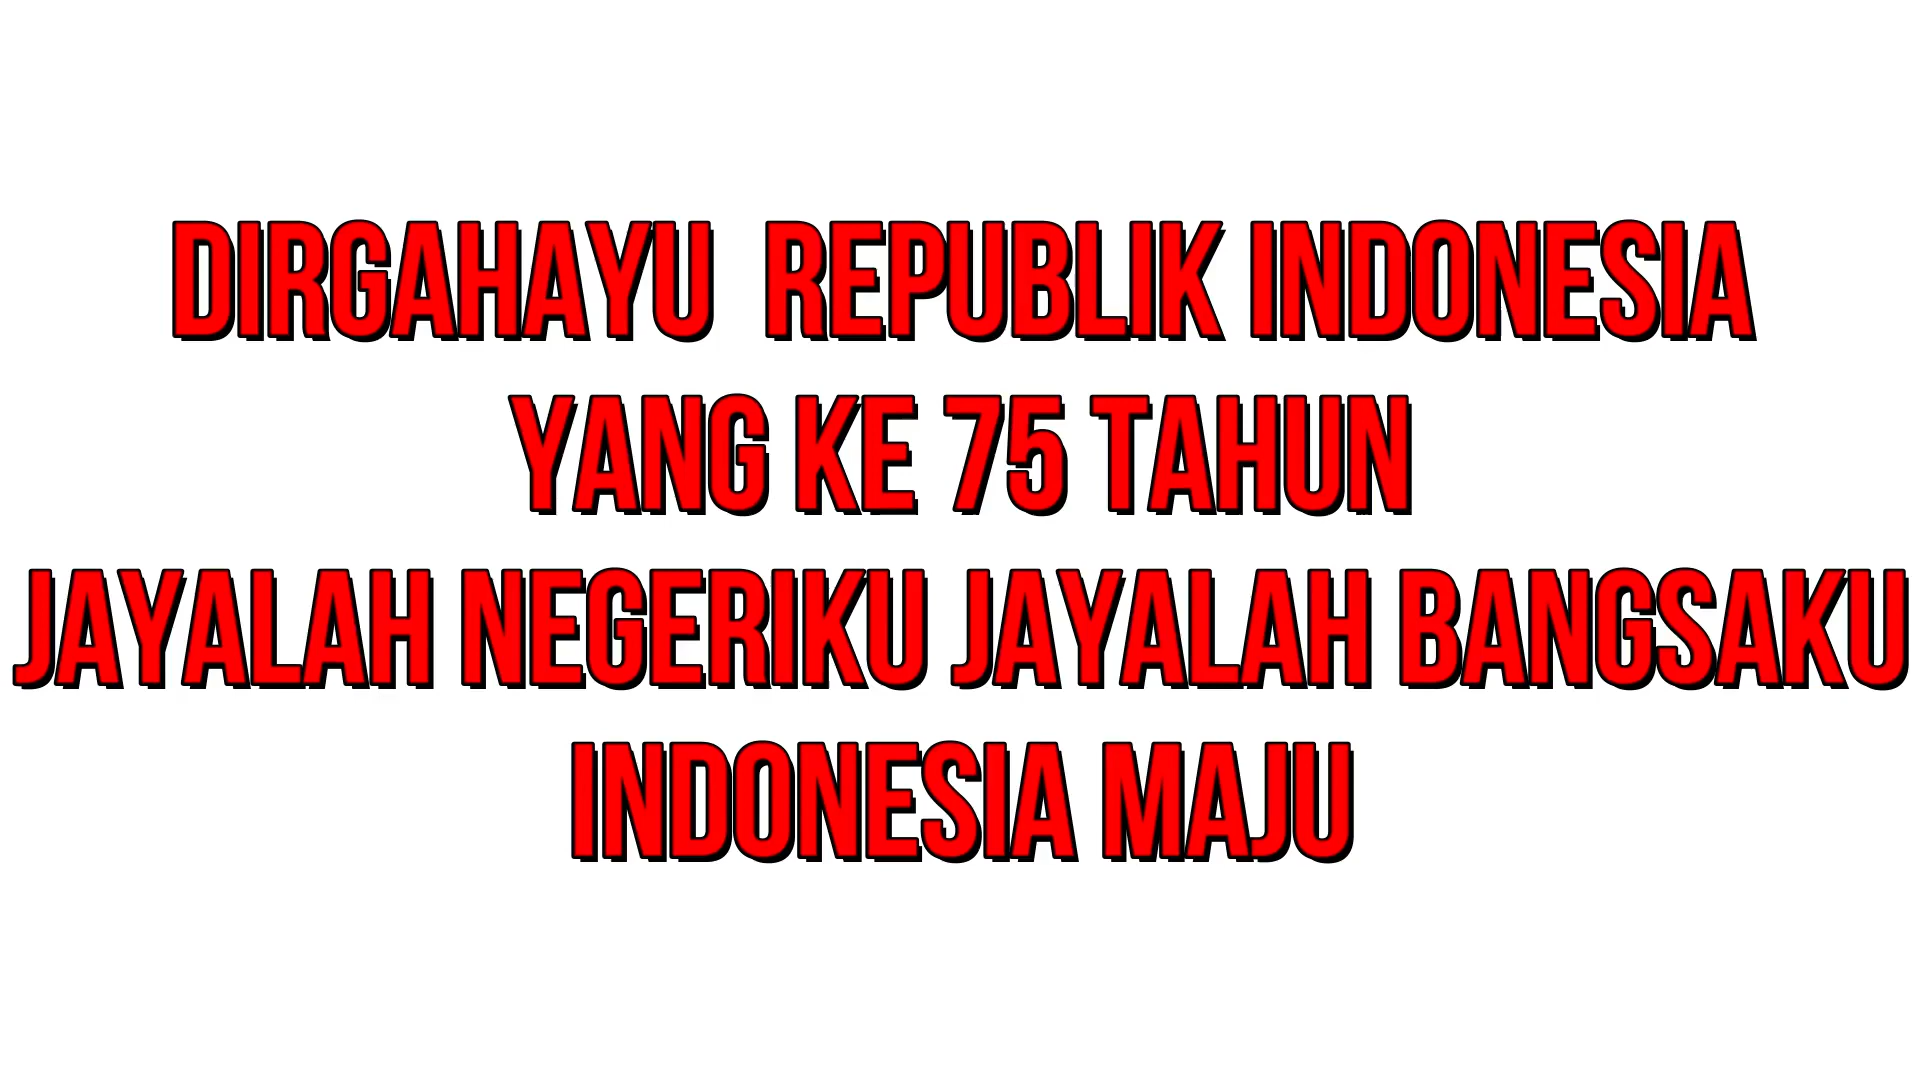 DIRGAHAYU  REPUBLIK INDONESIA
YANG KE 75 TAHUN
JAYALAH NEGERIKU JAYALAH BANGSAKU
INDONESIA MAJU